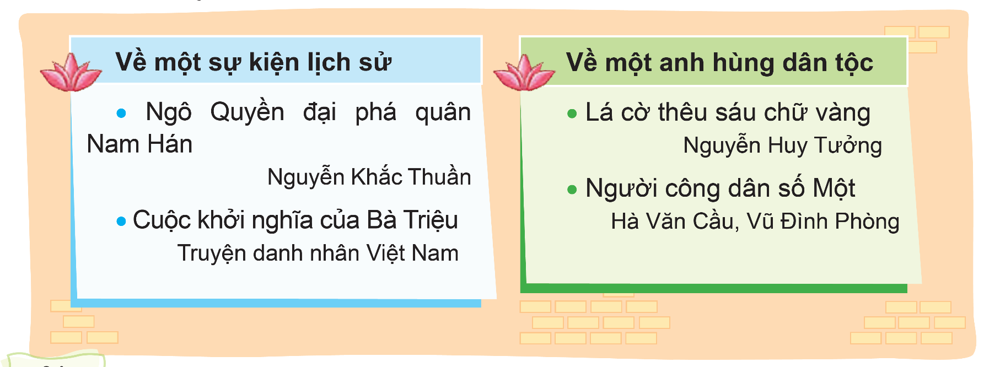 Về một sự kiện lịch sử
• Ngô Quyền đại phá quân
Nam Hán
Nguyễn Khắc Thuần
• Cuộc khởi nghĩa của Bà Triệu
Truyện danh nhân Việt Nam
Về một anh hùng dân tộc
• Lá cờ thêu sáu chữ vàng
Nguyễn Huy Tưởng
• Người công dân số Một
Hà Văn Cầu, Vũ Đình Phòng